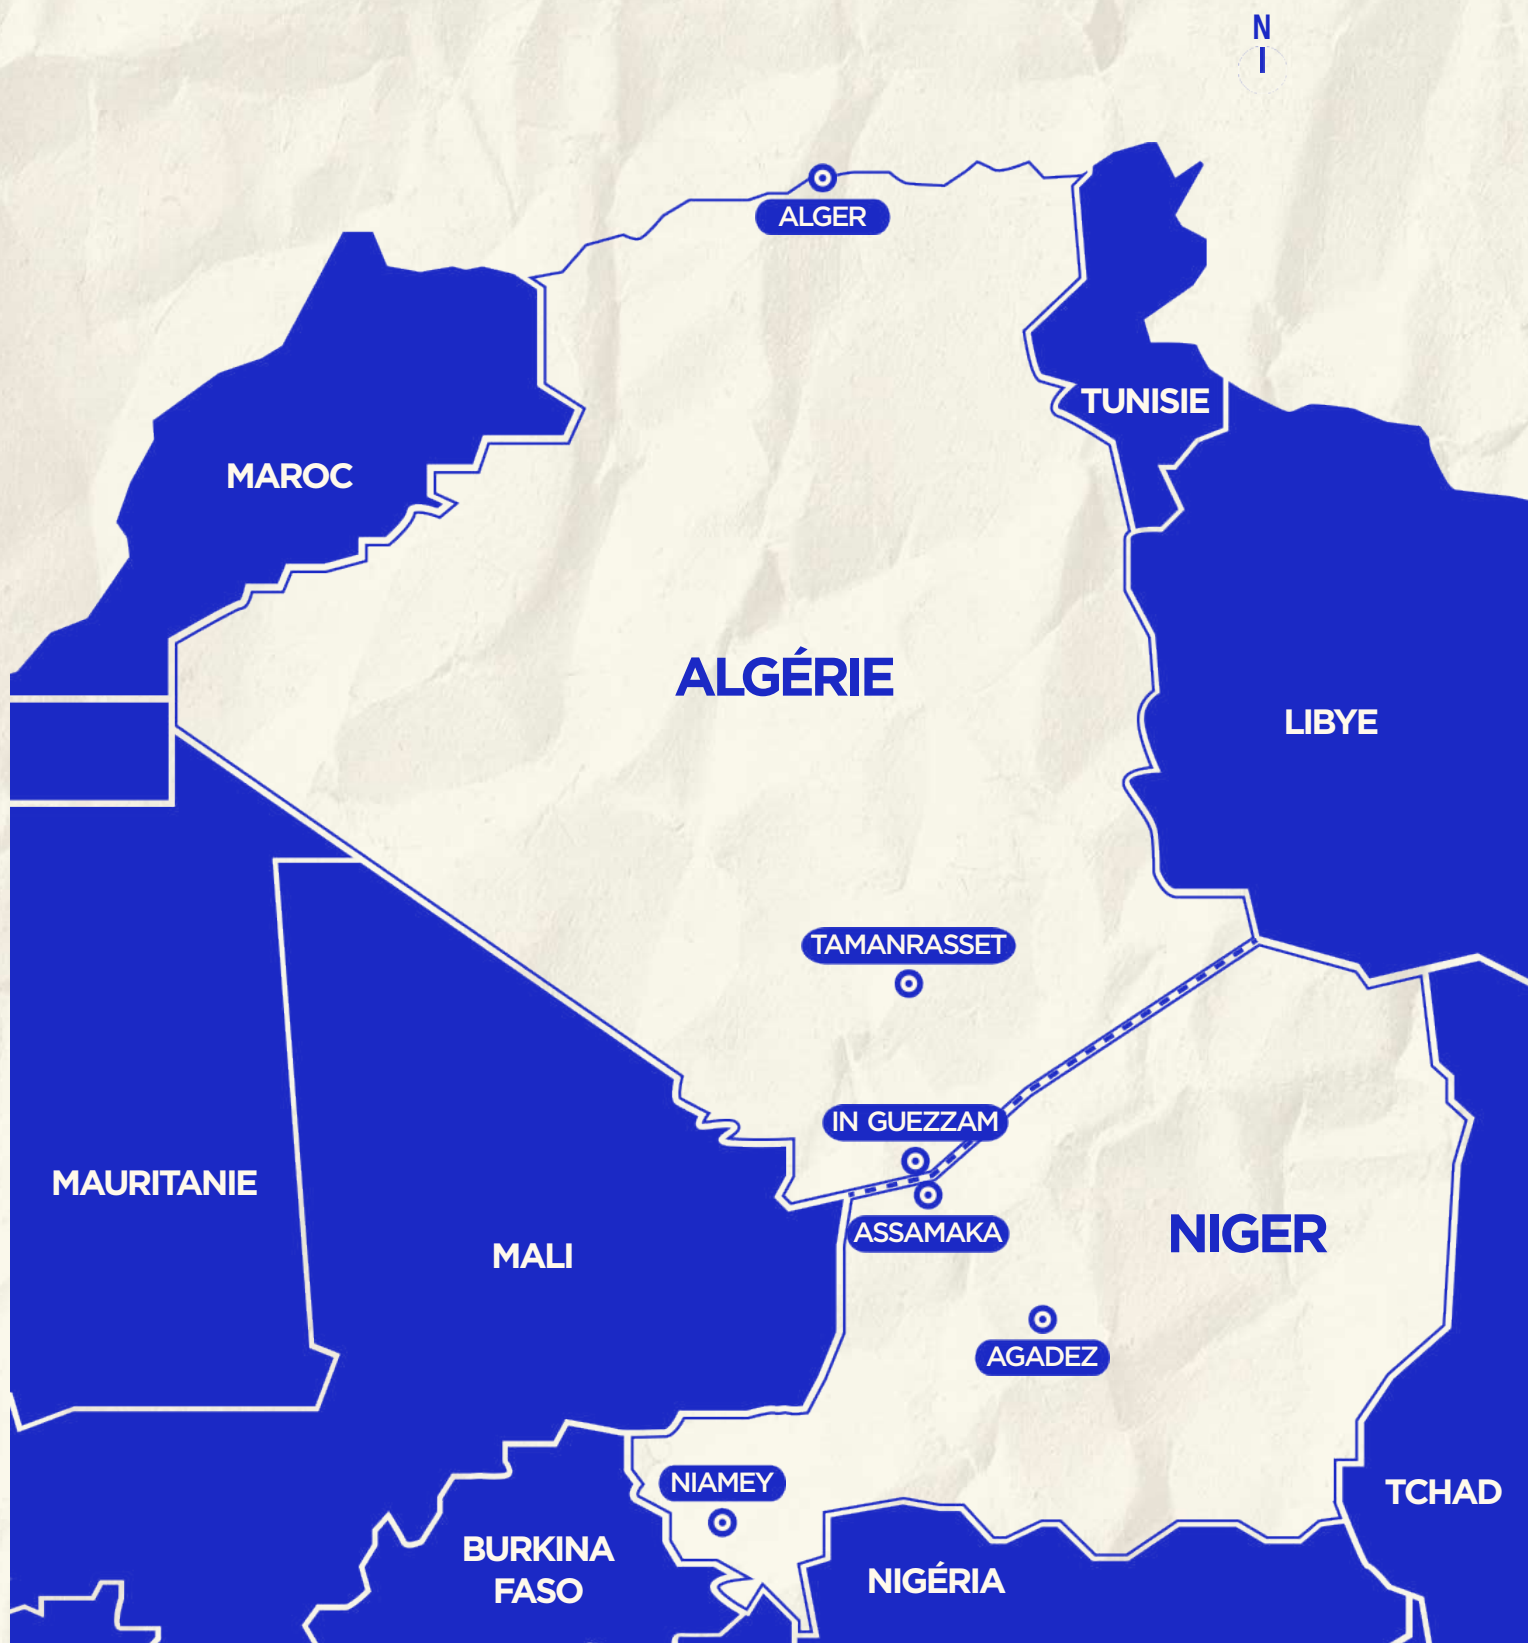 N
ALGER
TUNISIE
MAROC
ALGÉRIE
LIBYE
TAMANRASSET
IN GUEZZAM
MAURITANIE
ASSAMAKA
NIGER
MALI
AGADEZ
NIAMEY
TCHAD
BURKINA
FASO
NIGÉRIA